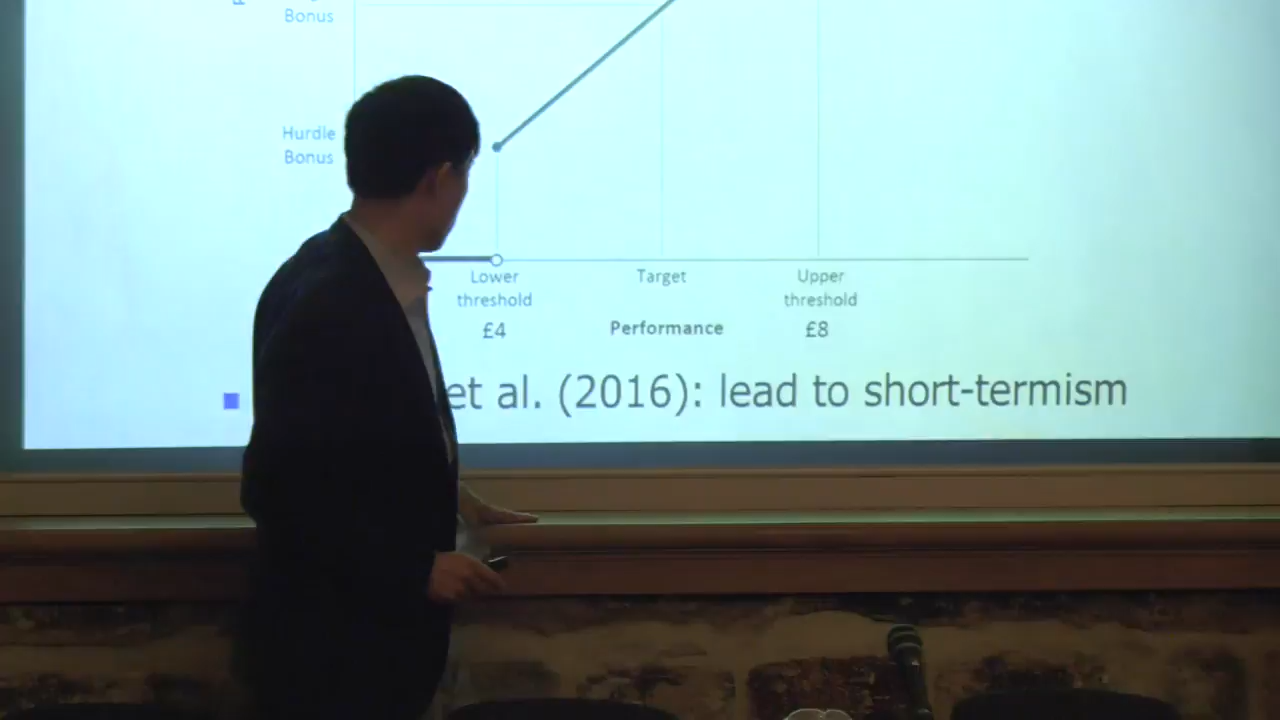 Bonus
Hurdle
Bonus
Lower
threshold
Target
Upper
threshold
£4
Performance
£8
et al. (2016): lead to short-termism